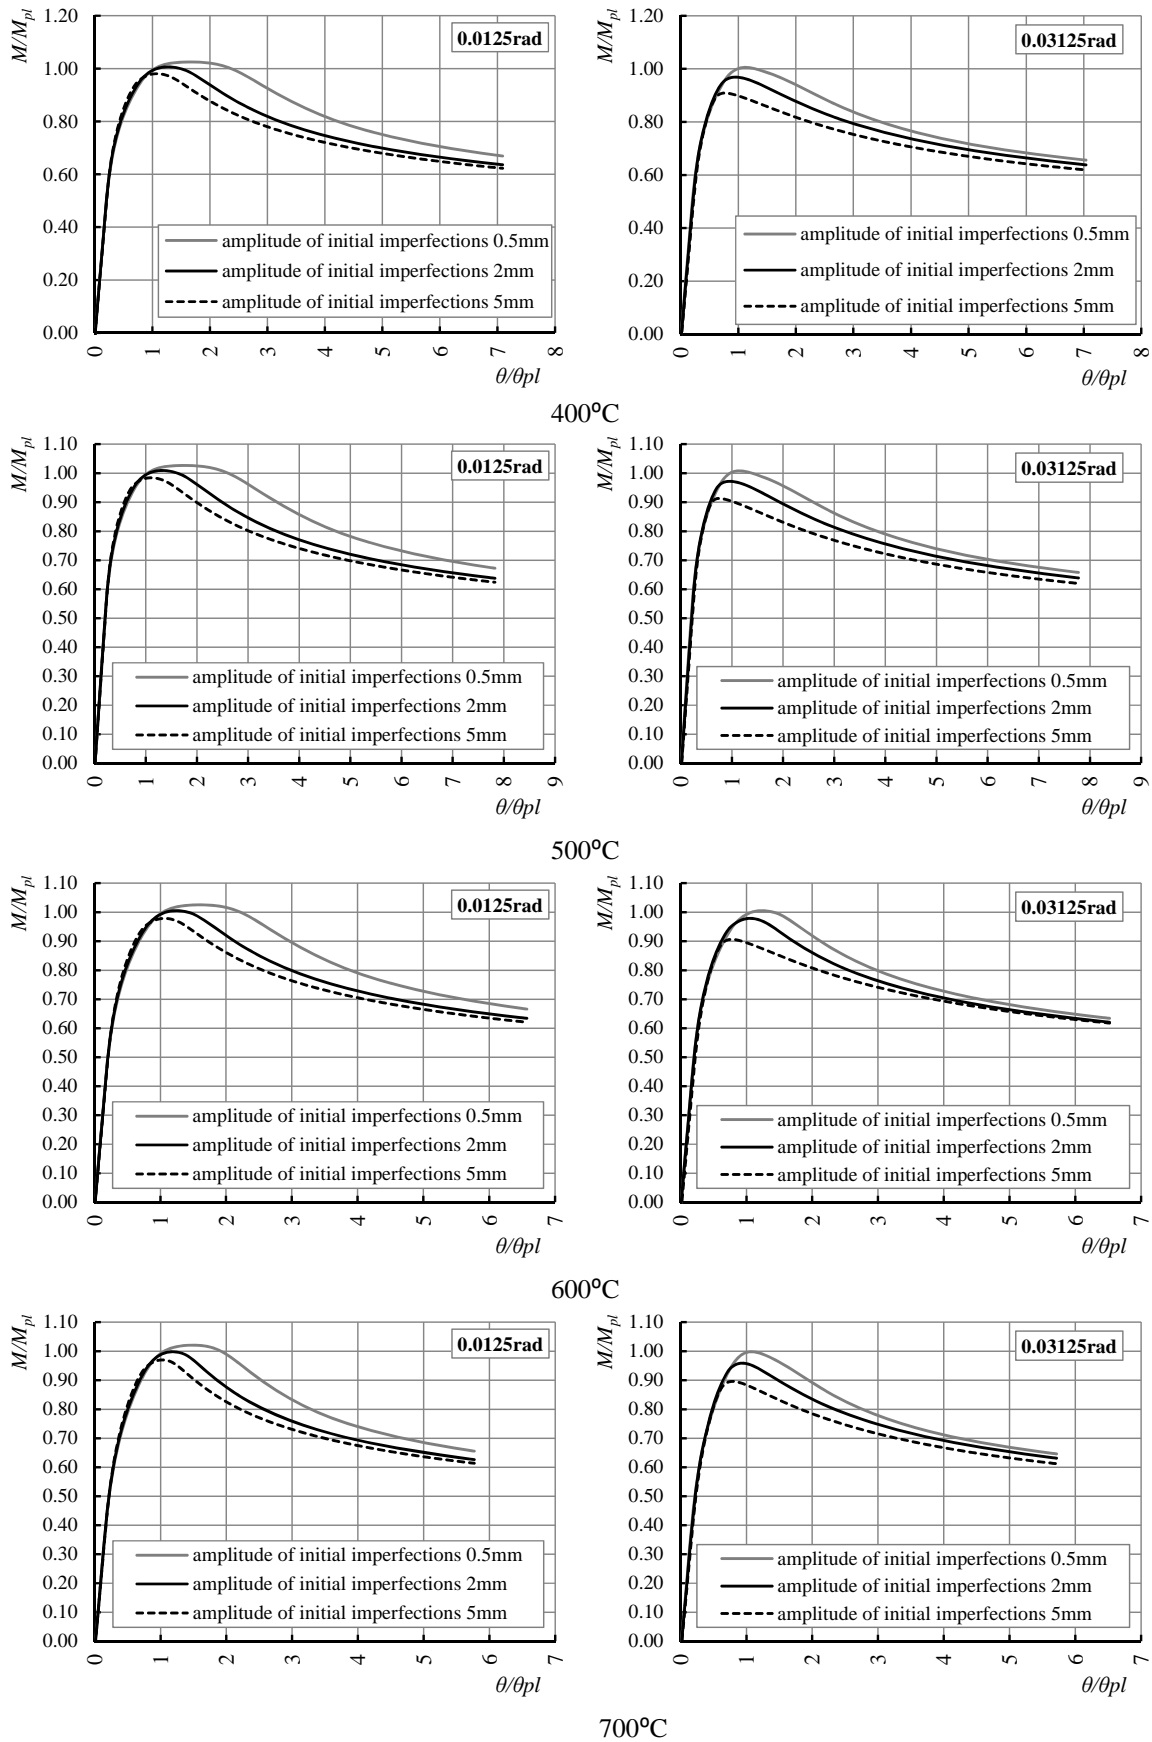 M/Mpl
1.20
1.00
0.80
0.60
0.40
0.20
0.00
0.0125rad
amplitude of initial imperfections 0.5mm
amplitude of initial imperfections 2mm
amplitude of initial imperfections 5mm
0 1 2 3 4 5 6 7 8
θ/θpl
M/Mpl
1.20
1.00
0.80
0.60
0.40
0.20
0.00
0.03125rad
amplitude of initial imperfections 0.5mm
amplitude of initial imperfections 2mm
amplitude of initial imperfections 5mm
0 1 2 3 4 5 6 7 8
θ/θpl
400ºC
M/Mpl
1.10
1.00
0.90
0.80
0.70
0.60
0.50
0.40
0.30
0.20
0.10
0.00
0.0125rad
amplitude of initial imperfections 0.5mm
amplitude of initial imperfections 2mm
amplitude of initial imperfections 5mm
0 1 2 3 4 5 6 7 8 9
θ/θpl
M/Mpl
1.10
1.00
0.90
0.80
0.70
0.60
0.50
0.40
0.30
0.20
0.10
0.00
0.03125rad
amplitude of initial imperfections 0.5mm
amplitude of initial imperfections 2mm
amplitude of initial imperfections 5mm
0 1 2 3 4 5 6 7 8 9
θ/θpl
500ºC
M/Mpl
1.10
1.00
0.90
0.80
0.70
0.60
0.50
0.40
0.30
0.20
0.10
0.00
0.0125rad
amplitude of initial imperfections 0.5mm
amplitude of initial imperfections 2mm
amplitude of initial imperfections 5mm
0 1 2 3 4 5 6 7
θ/θpl
M/Mpl
1.10
1.00
0.90
0.80
0.70
0.60
0.50
0.40
0.30
0.20
0.10
0.00
0.03125rad
amplitude of initial imperfections 0.5mm
amplitude of initial imperfections 2mm
amplitude of initial imperfections 5mm
0 1 2 3 4 5 6 7
θ/θpl
600ºC
M/Mpl
1.10
1.00
0.90
0.80
0.70
0.60
0.50
0.40
0.30
0.20
0.10
0.00
0.0125rad
amplitude of initial imperfections 0.5mm
amplitude of initial imperfections 2mm
amplitude of initial imperfections 5mm
0 1 2 3 4 5 6 7
θ/θpl
M/Mpl
1.10
1.00
0.90
0.80
0.70
0.60
0.50
0.40
0.30
0.20
0.10
0.00
0.03125rad
amplitude of initial imperfections 0.5mm
amplitude of initial imperfections 2mm
amplitude of initial imperfections 5mm
0 1 2 3 4 5 6 7
θ/θpl
700ºC